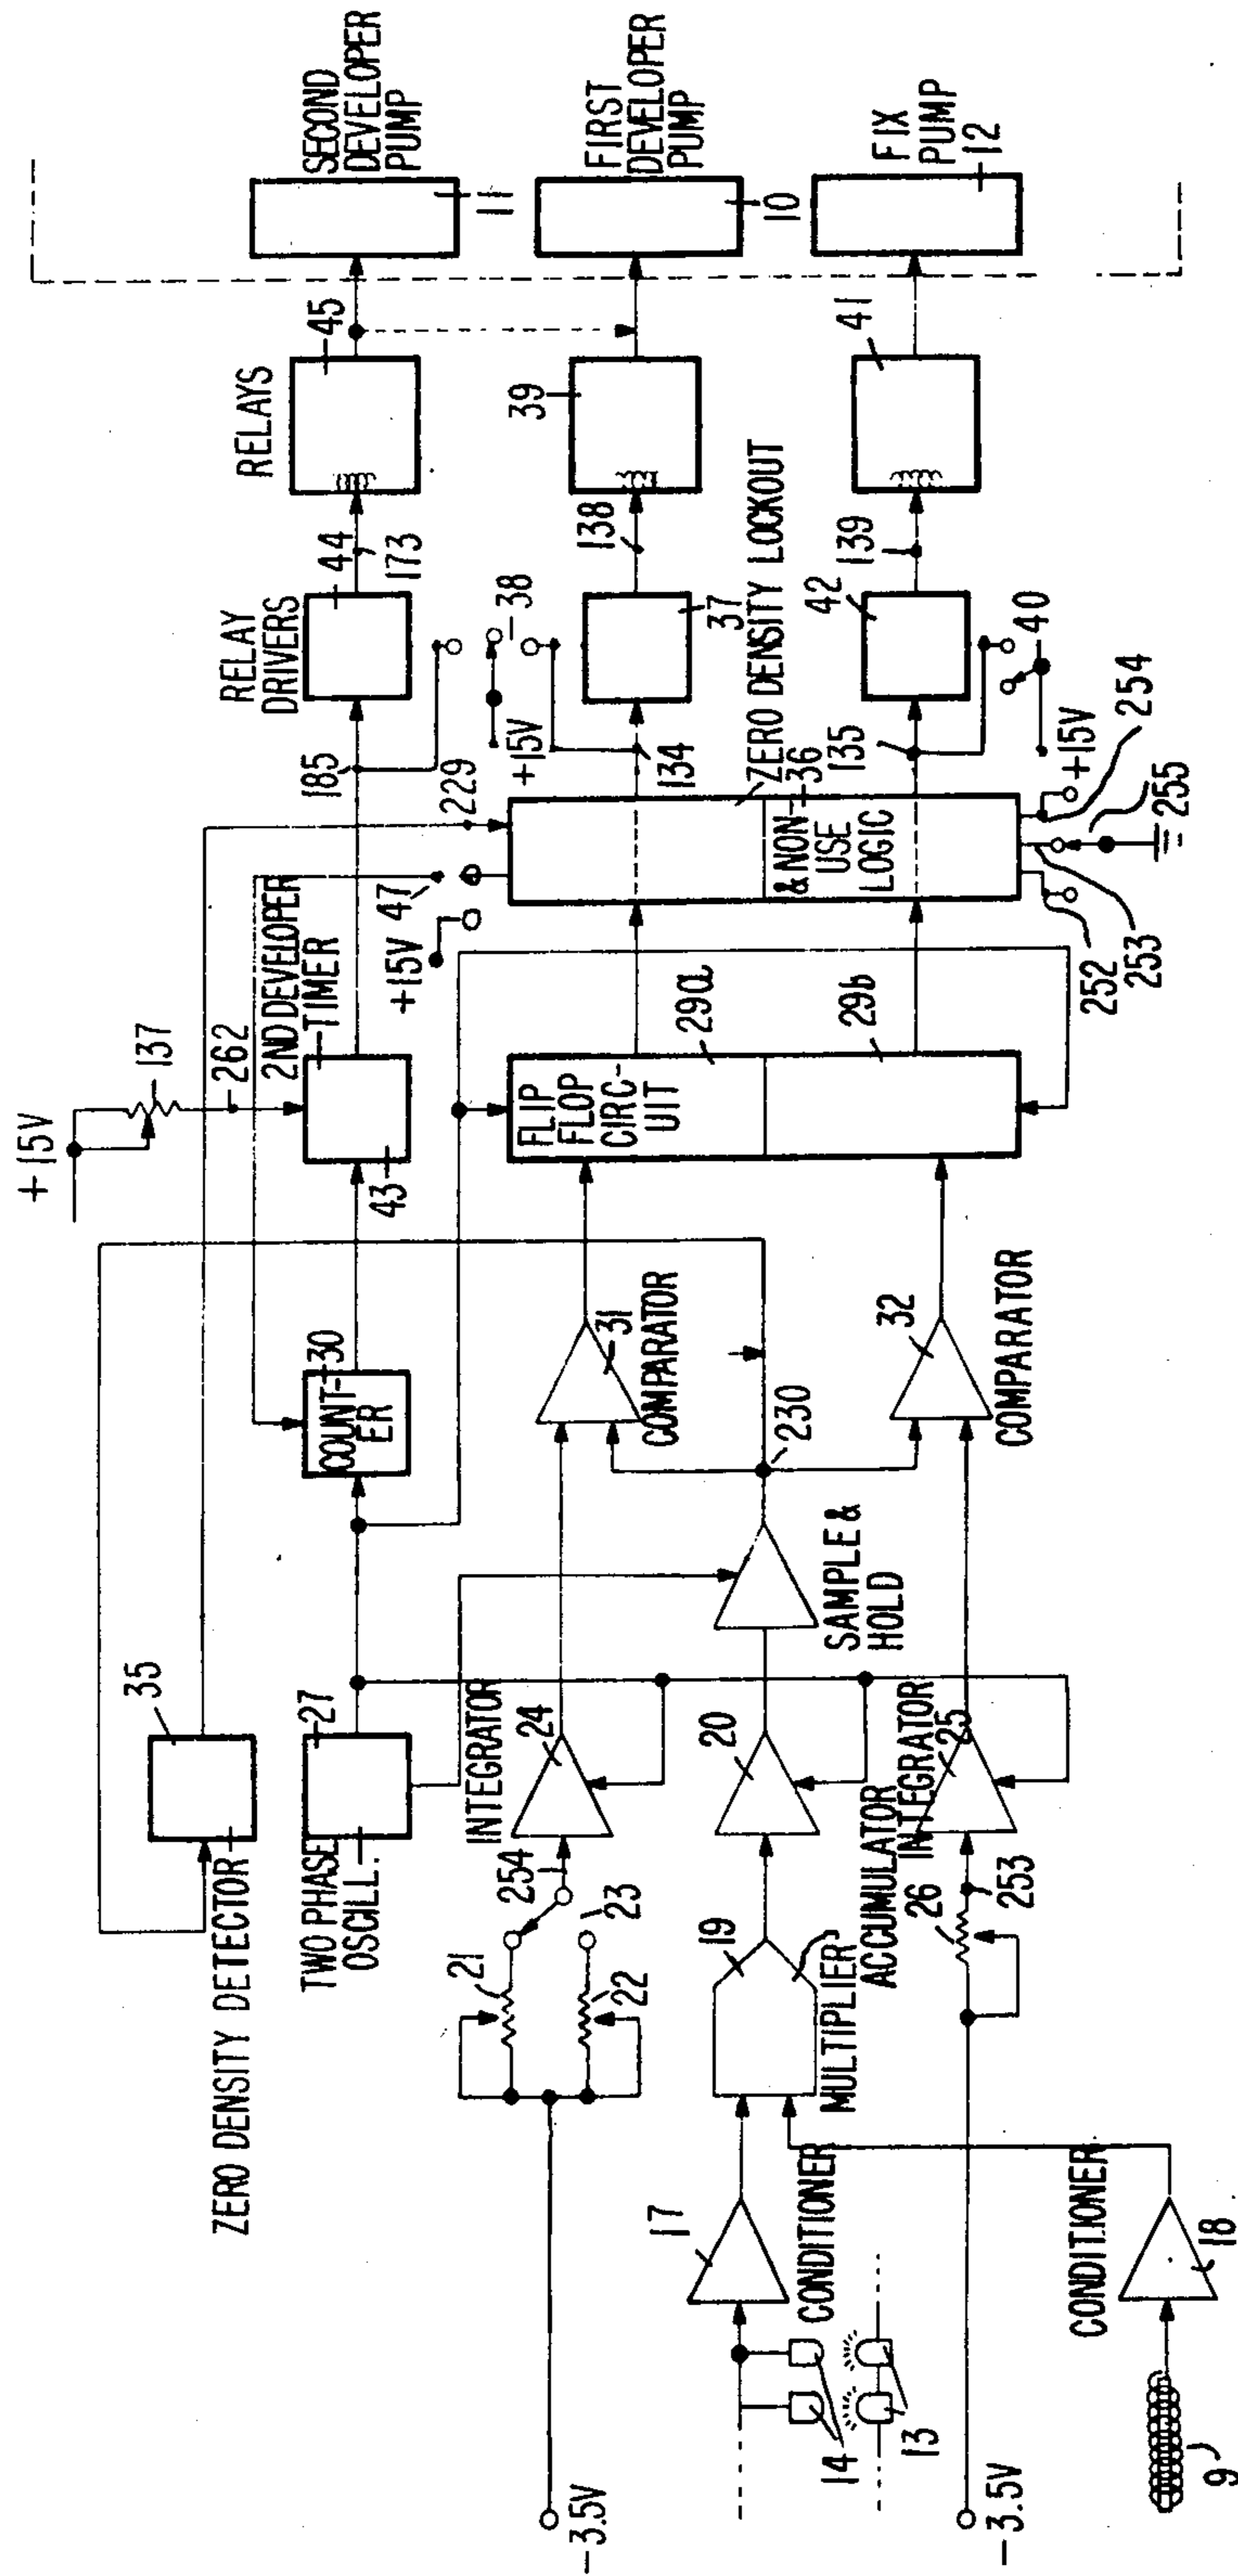 SECOND
DEVELOPER
PUMP
11
FIRST
DEVELOPER
PUMP
10
FIX
PUMP
12
RELAYS
45
39
41
RELAY
DRIVERS
44
173
138
139
185
38
+15V
37
42
40
+15V
134
135
229
47
+15V
ZERO DENSITY LOCKOUT
& NON-
USE
LOGIC
36
252
253
254
255
+15V
137
262
2ND DEVELOPER
TIMER
43
FLIP
FLOP
CIRC-
UIT
29a
29b
COUNT-
ER
30
31
COMPARATOR
32
COMPARATOR
230
SAMPLE &
HOLD
35
ZERO DENSITY DETECTOR
27
TWO PHASE
OSCILL.
INTEGRATOR
24
254
20
ACCUMULATOR
INTEGRATOR
25
253
26
21
22
23
19
MULTIPLIER
17
CONDITIONER
CONDITIONER
18
14
13
9
-3.5V
-3.5V